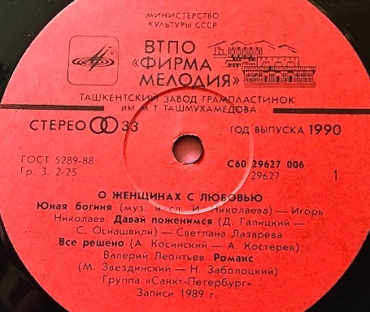 МИНИСТЕРСТВО
КУЛЬТУРЫ СССР
ВТПО
«ФИРМА
МЕЛОДИЯ»
ТАШКЕНТСКИЙ ЗАВОД ГРАМПЛАСТИНОК
ИМ М Т ТАШМУХАМЕДОВА
СТЕРЕО 33
ГОД ВЫПУСКА 1990
ГОСТ 5289-88
Гр. 3. 2-25
С60 29627 006
29627
1
О ЖЕНЩИНАХ С ЛЮБОВЬЮ
Юная богиня (муз. и сл. И. Николаева) — Игорь
Николаев. Давай поженимся (Д. Галицкий —
С. Осиашвили) — Светлана Лазарева
Все решено (А. Косинский — А. Костерев)
Валерий Леонтьев. Романс
(М. Звездинский — Н. Заболоцкий)
Группа «Санкт-Петербург»
Записи 1989 г.